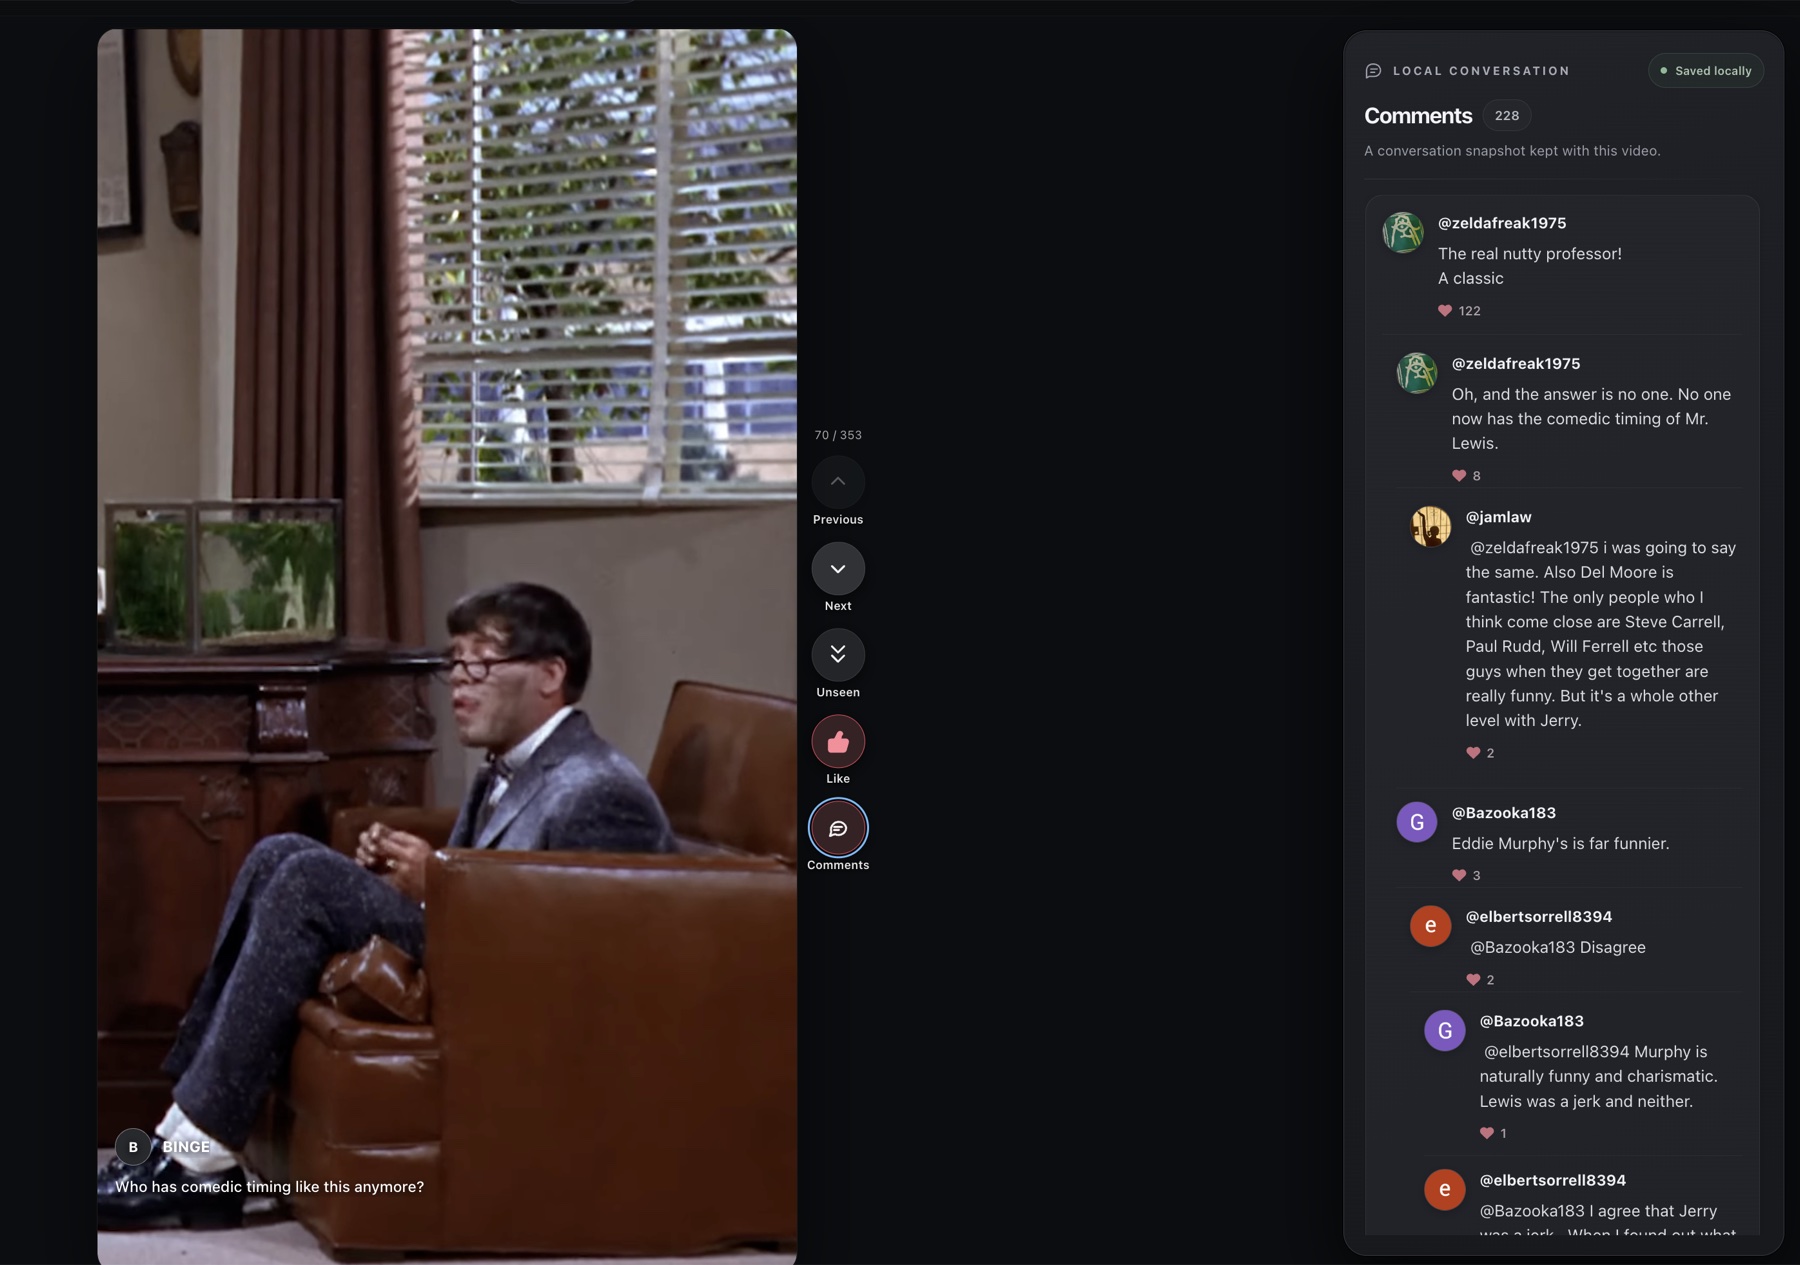 LOCAL CONVERSATION
Saved locally
Comments 228
A conversation snapshot kept with this video.
@zeldafreak1975
The real nutty professor!
A classic
122
@zeldafreak1975
Oh, and the answer is no one. No one
now has the comedic timing of Mr.
Lewis.
8
@jamlaw
@zeldafreak1975 i was going to say
the same. Also Del Moore is
fantastic! The only people who I
think come close are Steve Carrell,
Paul Rudd, Will Ferrell etc those
guys when they get together are
really funny. But it's a whole other
level with Jerry.
2
G
@Bazooka183
Eddie Murphy's is far funnier.
3
e
@elbertsorrell8394
@Bazooka183 Disagree
2
G
@Bazooka183
@elbertsorrell8394 Murphy is
naturally funny and charismatic.
Lewis was a jerk and neither.
1
e
@elbertsorrell8394
@Bazooka183 I agree that Jerry
was a jerk. When I found out what
70 / 353
Previous
Next
Unseen
Like
Comments
B BINGE
Who has comedic timing like this anymore?